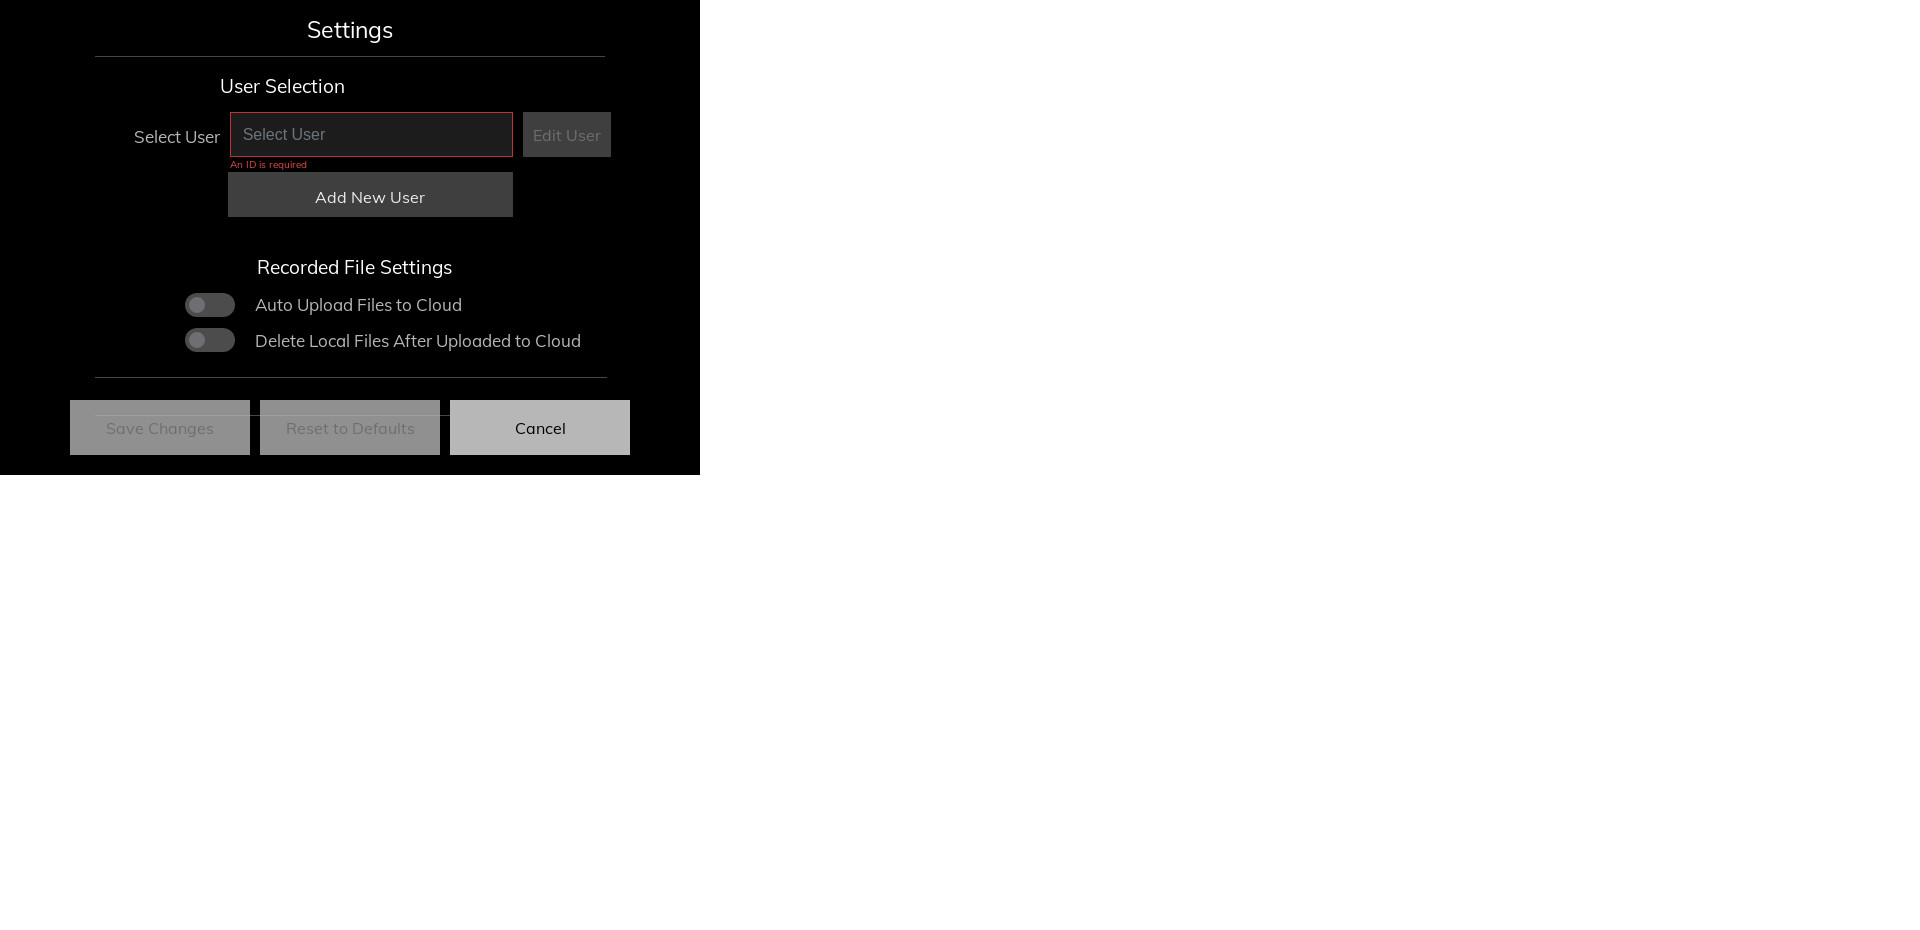 Settings
User Selection
Select User
Select User
Edit User
An ID is required
Add New User
Recorded File Settings
Auto Upload Files to Cloud
Delete Local Files After Uploaded to Cloud
Save Changes
Reset to Defaults
Cancel